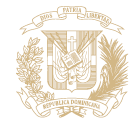 DIOS PATRIA LIBERTAD
REPUBLICA DOMINICANA